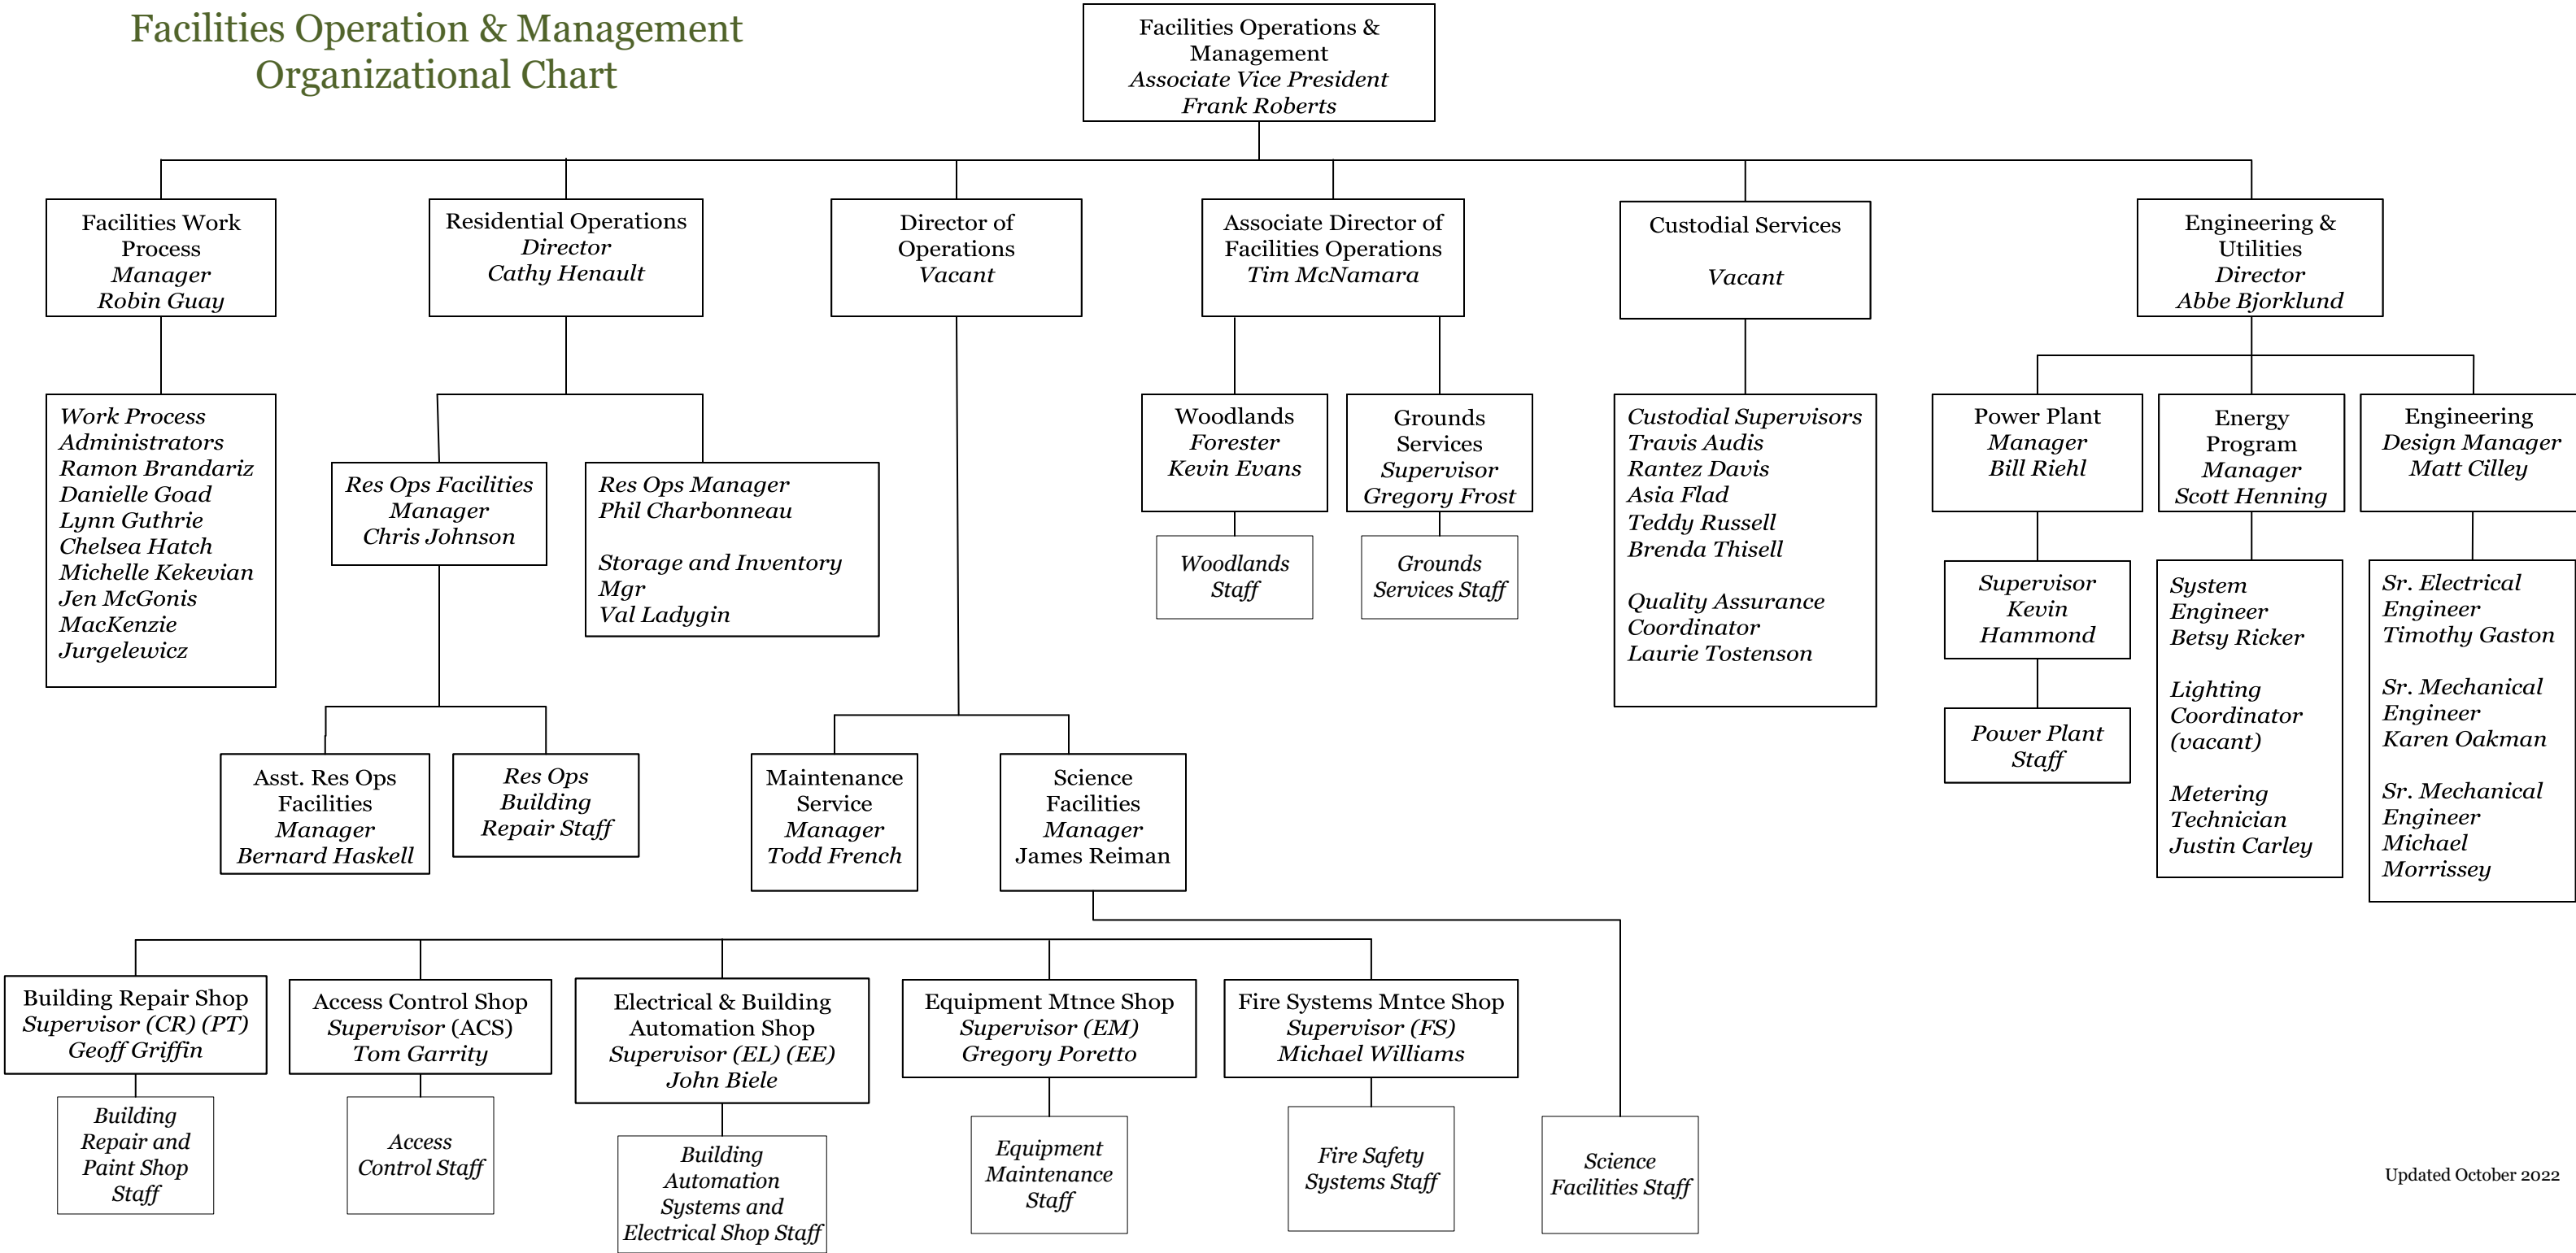 Facilities Operation & Management
Organizational Chart
Facilities Operations &
Management
Associate Vice President
Frank Roberts
Facilities Work
Process
Manager
Robin Guay
Residential Operations
Director
Cathy Henault
Director of
Operations
Vacant
Associate Director of
Facilities Operations
Tim McNamara
Custodial Services
Vacant
Engineering &
Utilities
Director
Abbe Bjorklund
Work Process
Administrators
Ramon Brandariz
Danielle Goad
Lynn Guthrie
Chelsea Hatch
Michelle Kekevian
Jen McGonis
MacKenzie
Jurgelewicz
Res Ops Facilities
Manager
Chris Johnson
Res Ops Manager
Phil Charbonneau
Storage and Inventory
Mgr
Val Ladygin
Woodlands
Forester
Kevin Evans
Grounds
Services
Supervisor
Gregory Frost
Woodlands
Staff
Grounds
Services Staff
Custodial Supervisors
Travis Audis
Rantez Davis
Asia Flad
Teddy Russell
Brenda Thisell
Quality Assurance
Coordinator
Laurie Tostenson
Power Plant
Manager
Bill Riehl
Energy
Program
Manager
Scott Henning
Engineering
Design Manager
Matt Cilley
Supervisor
Kevin
Hammond
Power Plant
Staff
System
Engineer
Betsy Ricker
Lighting
Coordinator
(vacant)
Metering
Technician
Justin Carley
Sr. Electrical
Engineer
Timothy Gaston
Sr. Mechanical
Engineer
Karen Oakman
Sr. Mechanical
Engineer
Michael
Morrissey
Asst. Res Ops
Facilities
Manager
Bernard Haskell
Res Ops
Building
Repair Staff
Maintenance
Service
Manager
Todd French
Science
Facilities
Manager
James Reiman
Building Repair Shop
Supervisor (CR) (PT)
Geoff Griffin
Access Control Shop
Supervisor (ACS)
Tom Garrity
Electrical & Building
Automation Shop
Supervisor (EL) (EE)
John Biele
Equipment Mtnce Shop
Supervisor (EM)
Gregory Poretto
Fire Systems Mntce Shop
Supervisor (FS)
Michael Williams
Building
Repair and
Paint Shop
Staff
Access
Control Staff
Building
Automation
Systems and
Electrical Shop Staff
Equipment
Maintenance
Staff
Fire Safety
Systems Staff
Science
Facilities Staff
Updated October 2022